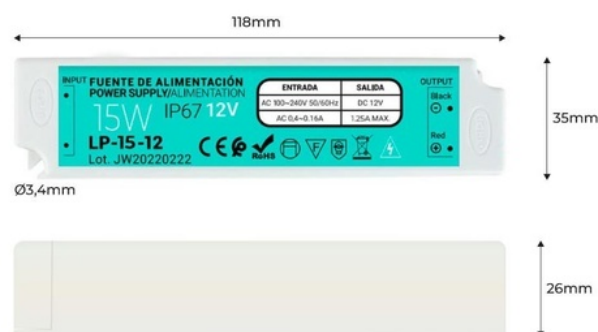 118mm
INPUT
FUENTE DE ALIMENTACIÓN
POWER SUPPLY/ALIMENTATION
15W IP67 12V
LP-15-12
Lot. JW20220222
ENTRADA SALIDA
AC 100~240V 50/60Hz DC 12V
AC 0,4~0.16A 1.25A MAX.
CE RoHS F
OUTPUT
Black
Red
35mm
Ø3,4mm
26mm